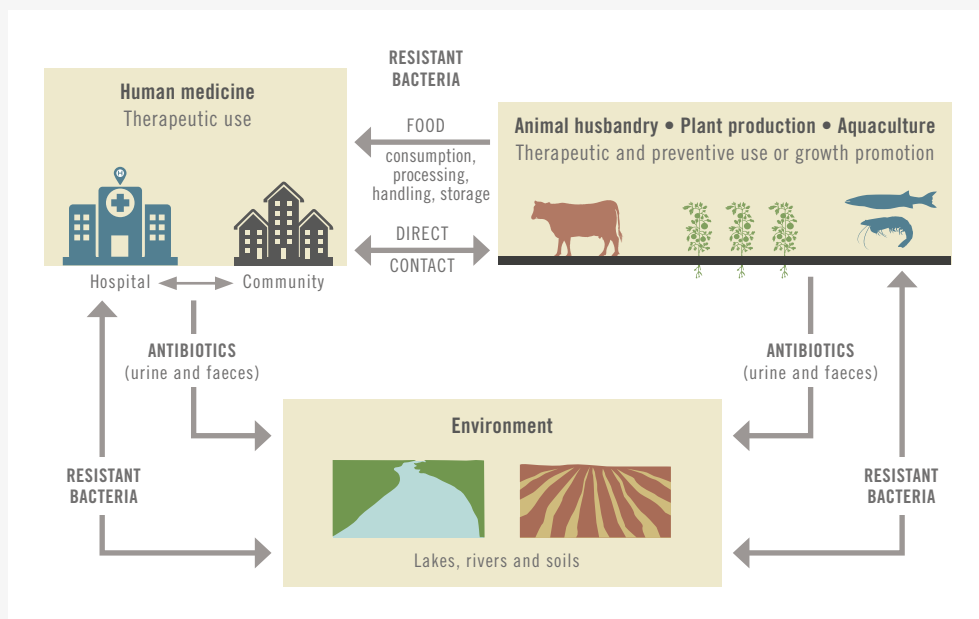 RESISTANT
BACTERIA
Human medicine
Therapeutic use
H
FOOD
consumption,
processing,
handling, storage
DIRECT
CONTACT
Animal husbandry • Plant production • Aquaculture
Therapeutic and preventive use or growth promotion
Hospital
Community
ANTIBIOTICS
(urine and faeces)
ANTIBIOTICS
(urine and faeces)
RESISTANT
BACTERIA
RESISTANT
BACTERIA
Environment
Lakes, rivers and soils